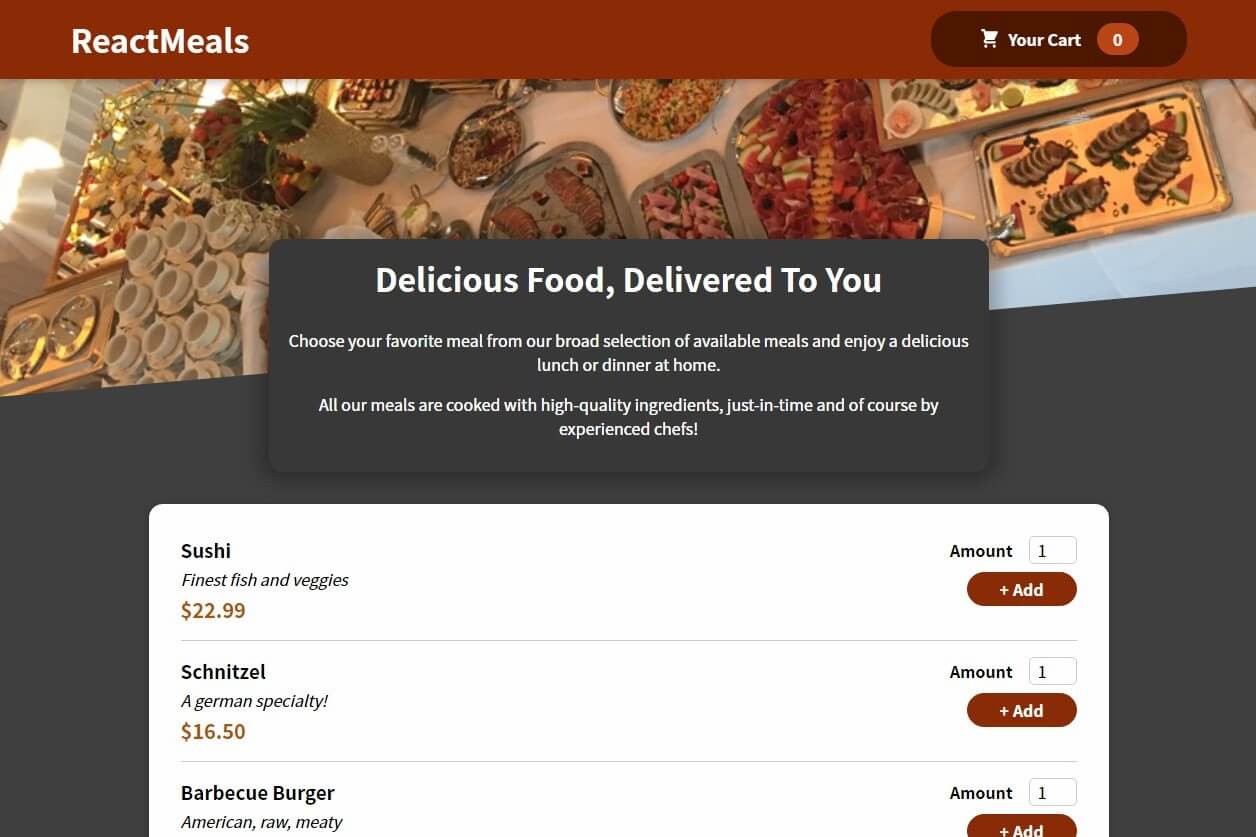 ReactMeals
Your Cart 0
Delicious Food, Delivered To You
Choose your favorite meal from our broad selection of available meals and enjoy a delicious
lunch or dinner at home.
All our meals are cooked with high-quality ingredients, just-in-time and of course by
experienced chefs!
Sushi
Amount 1
Finest fish and veggies
+ Add
$22.99
Schnitzel
Amount 1
A german specialty!
+ Add
$16.50
Barbecue Burger
Amount 1
American, raw, meaty
+ Add